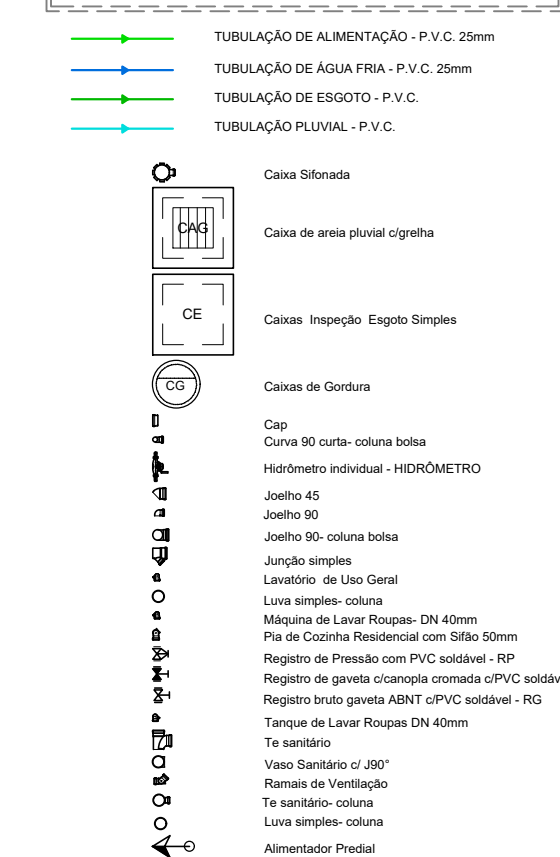 TUBULAÇÃO DE ALIMENTAÇÃO - P.V.C. 25mm
TUBULAÇÃO DE ÁGUA FRIA - P.V.C. 25mm
TUBULAÇÃO DE ESGOTO - P.V.C.
TUBULAÇÃO PLUVIAL - P.V.C.
Caixa Sifonada
CAG
Caixa de areia pluvial c/grelha
CE
Caixas Inspeção Esgoto Simples
CG
Caixas de Gordura
Cap
Curva 90 curta- coluna bolsa
Hidrômetro individual - HIDRÔMETRO
Joelho 45
Joelho 90
Joelho 90- coluna bolsa
Junção simples
Lavatório de Uso Geral
Luva simples- coluna
Máquina de Lavar Roupas- DN 40mm
Pia de Cozinha Residencial com Sifão 50mm
Registro de Pressão com PVC soldável - RP
Registro de gaveta c/canopla cromada c/PVC soldáv
Registro bruto gaveta ABNT c/PVC soldável - RG
Tanque de Lavar Roupas DN 40mm
Te sanitário
Vaso Sanitário c/ J90°
Ramais de Ventilação
Te sanitário- coluna
Luva simples- coluna
Alimentador Predial